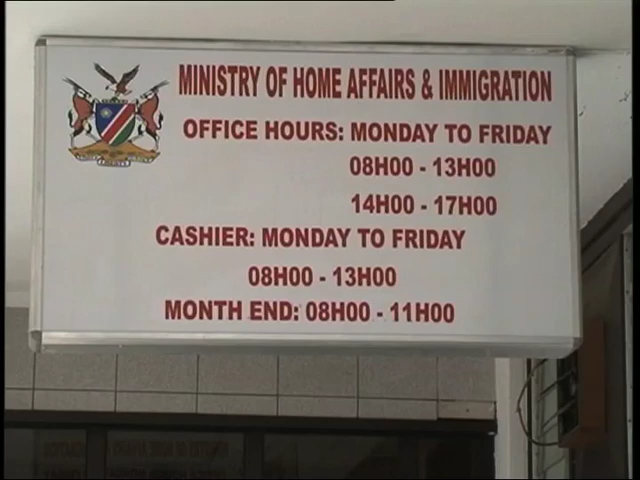 MINISTRY OF HOME AFFAIRS & IMMIGRATION
OFFICE HOURS: MONDAY TO FRIDAY
08H00 - 13H00
14H00 - 17H00
CASHIER: MONDAY TO FRIDAY
08H00 - 13H00
MONTH END: 08H00 - 11H00